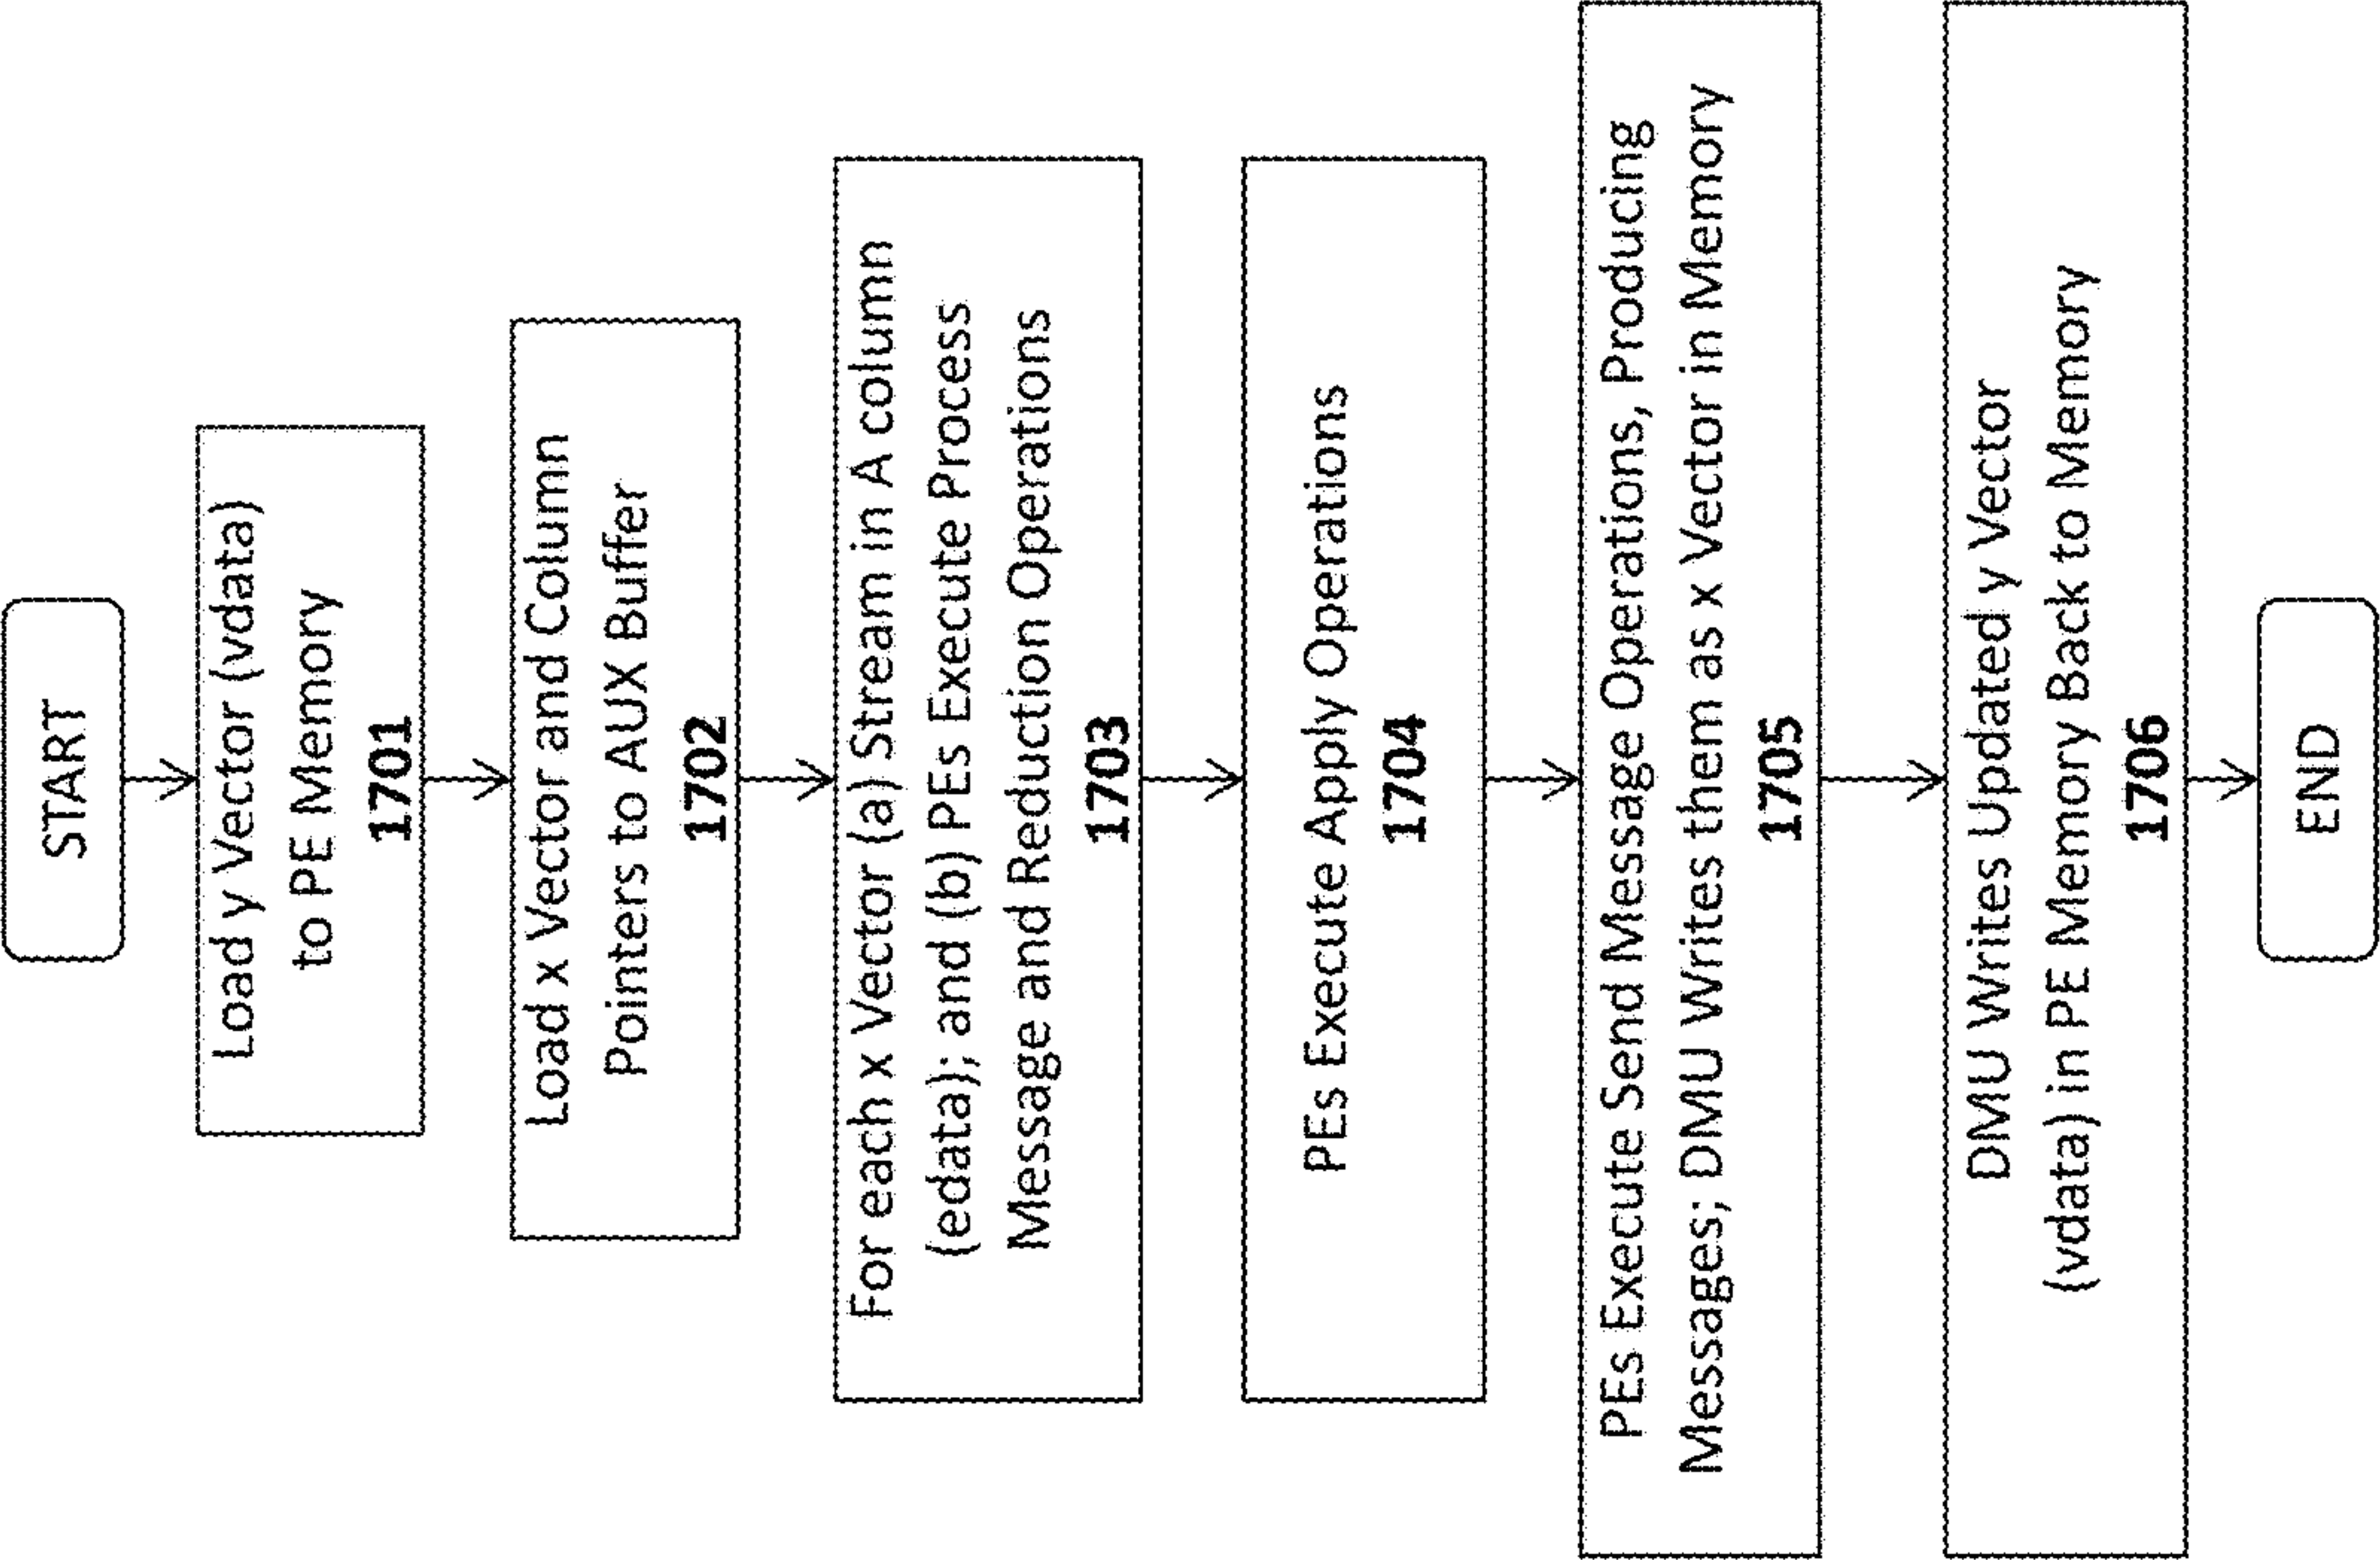 START
Load y Vector (vdata)
to PE Memory
1701
Load x Vector and Column
Pointers to AUX Buffer
1702
For each x Vector (a) Stream in A column
(edata); and (b) PEs Execute Process
Message and Reduction Operations
1703
PEs Execute Apply Operations
1704
PEs Execute Send Message Operations, Producing
Messages; DMU Writes them as x Vector in Memory
1705
DMU Writes Updated y Vector
(vdata) in PE Memory Back to Memory
1706
END